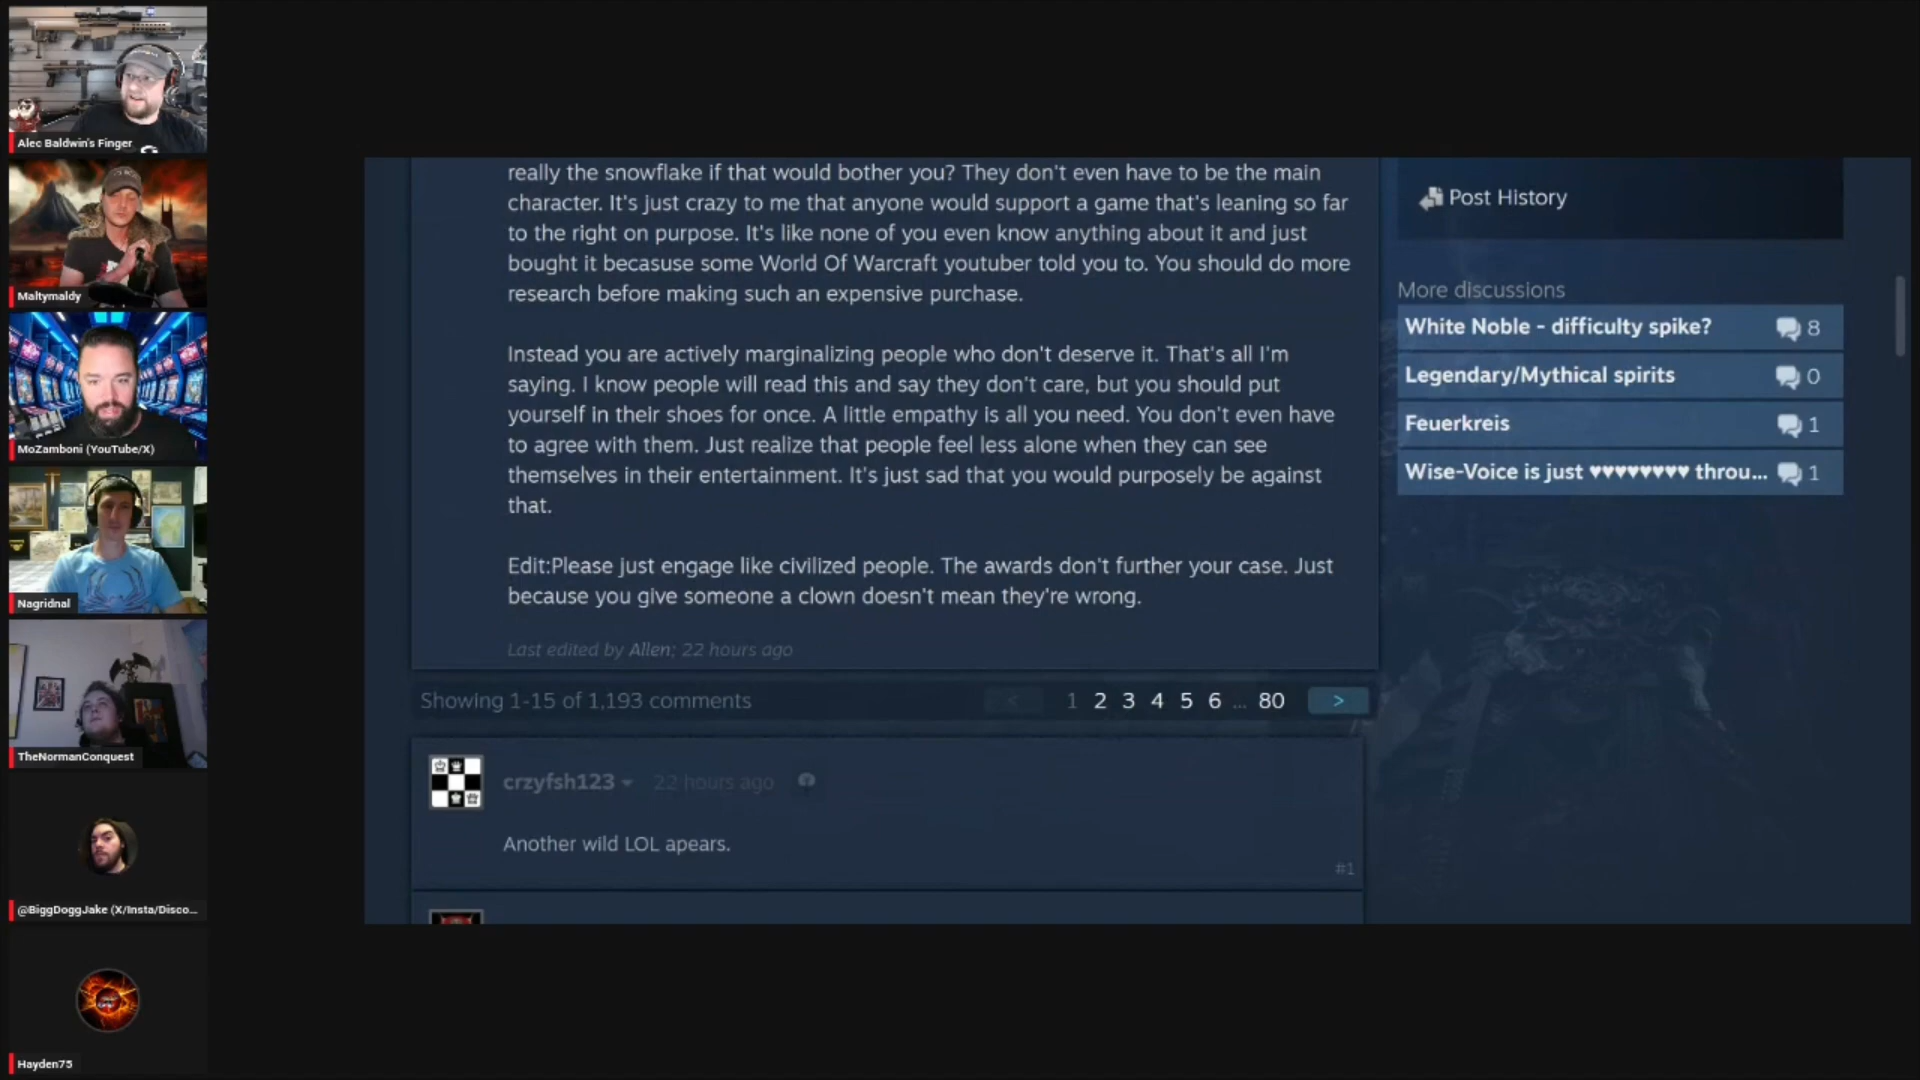 Alec Baldwin's Finger
Maltymaldy
MoZamboni (YouTube/X)
Nagridnal
TheNormanConquest
@BiggDoggJake (X/Insta/Disco...
Hayden75
really the snowflake if that would bother you? They don't even have to be the main
character. It's just crazy to me that anyone would support a game that's leaning so far
to the right on purpose. It's like none of you even know anything about it and just
bought it becasuse some World Of Warcraft youtuber told you to. You should do more
research before making such an expensive purchase.
Instead you are actively marginalizing people who don't deserve it. That's all I'm
saying. I know people will read this and say they don't care, but you should put
yourself in their shoes for once. A little empathy is all you need. You don't even have
to agree with them. Just realize that people feel less alone when they can see
themselves in their entertainment. It's just sad that you would purposely be against
that.
Edit:Please just engage like civilized people. The awards don't further your case. Just
because you give someone a clown doesn't mean they're wrong.
Last edited by Allen; 22 hours ago
Showing 1-15 of 1,193 comments
< 1 2 3 4 5 6 ... 80 >
crzyfsh123 22 hours ago
Another wild LOL apears.
#1
Post History
More discussions
White Noble - difficulty spike? 8
Legendary/Mythical spirits 0
Feuerkreis 1
Wise-Voice is just ♥♥♥♥♥♥♥♥ throu... 1